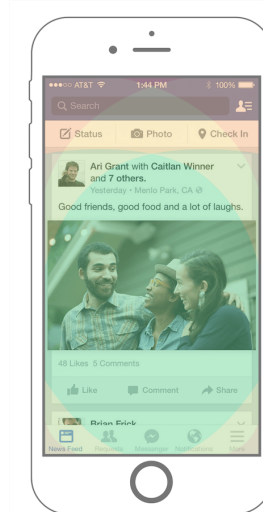 AT&T 1:44 PM 100%
Search
Status Photo Check In
Ari Grant with Caitlan Winner
and 7 others.
Yesterday • Menlo Park, CA
Good friends, good food and a lot of laughs.
48 Likes 5 Comments
Like Comment Share
Brian Frick
News Feed Requests Messenger Notifications More